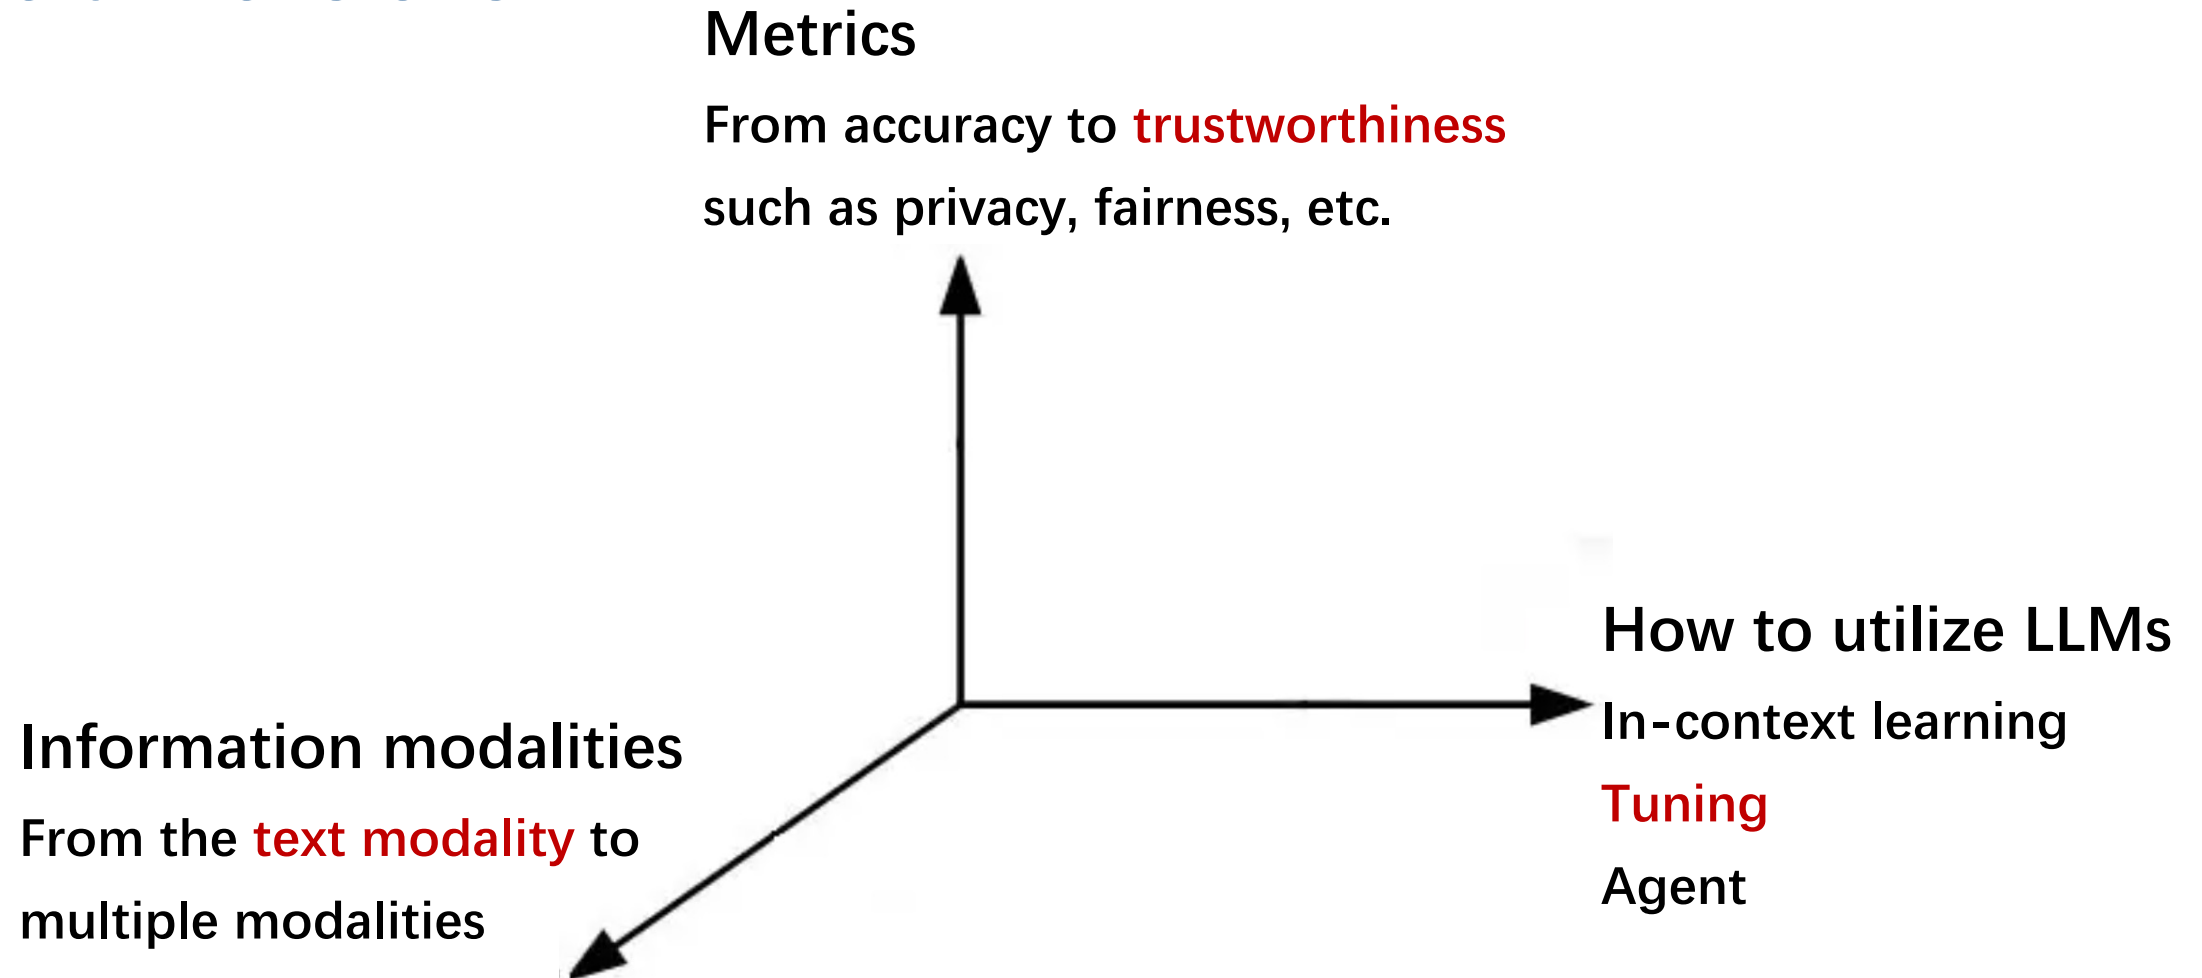 Metrics
From accuracy to trustworthiness
such as privacy, fairness, etc.
How to utilize LLMs
In-context learning
Tuning
Agent
Information modalities
From the text modality to
multiple modalities